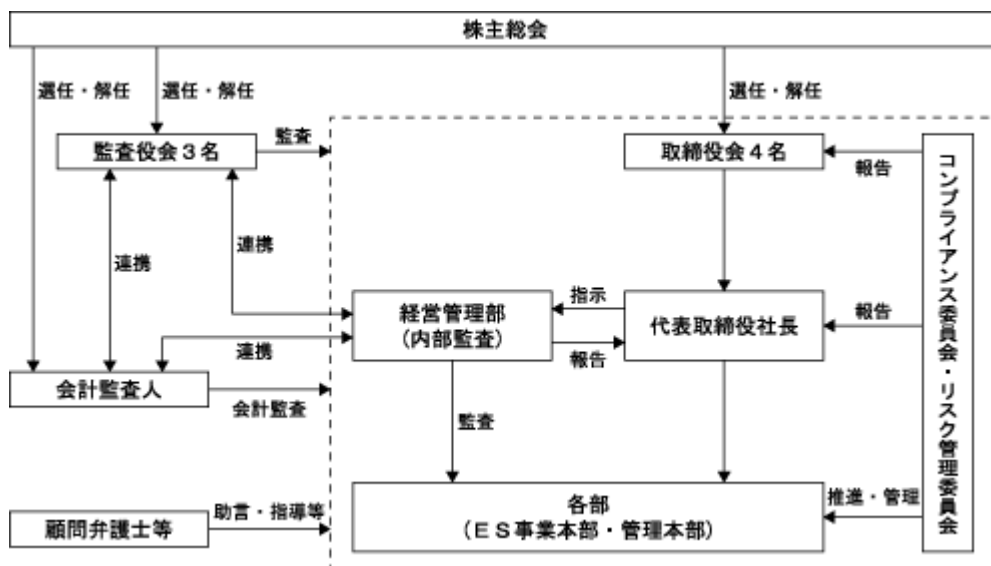 株主総会
選任・解任
選任・解任
選任・解任
監査役会3名
監査
取締役会4名
報告
コンプライアンス委員会・リスク管理委員会
連携
連携
経営管理部
(内部監査)
指示
報告
代表取締役社長
報告
連携
会計監査人
会計監査
監査
顧問弁護士等
助言・指導等
各部
(ES事業本部・管理本部)
推進・管理